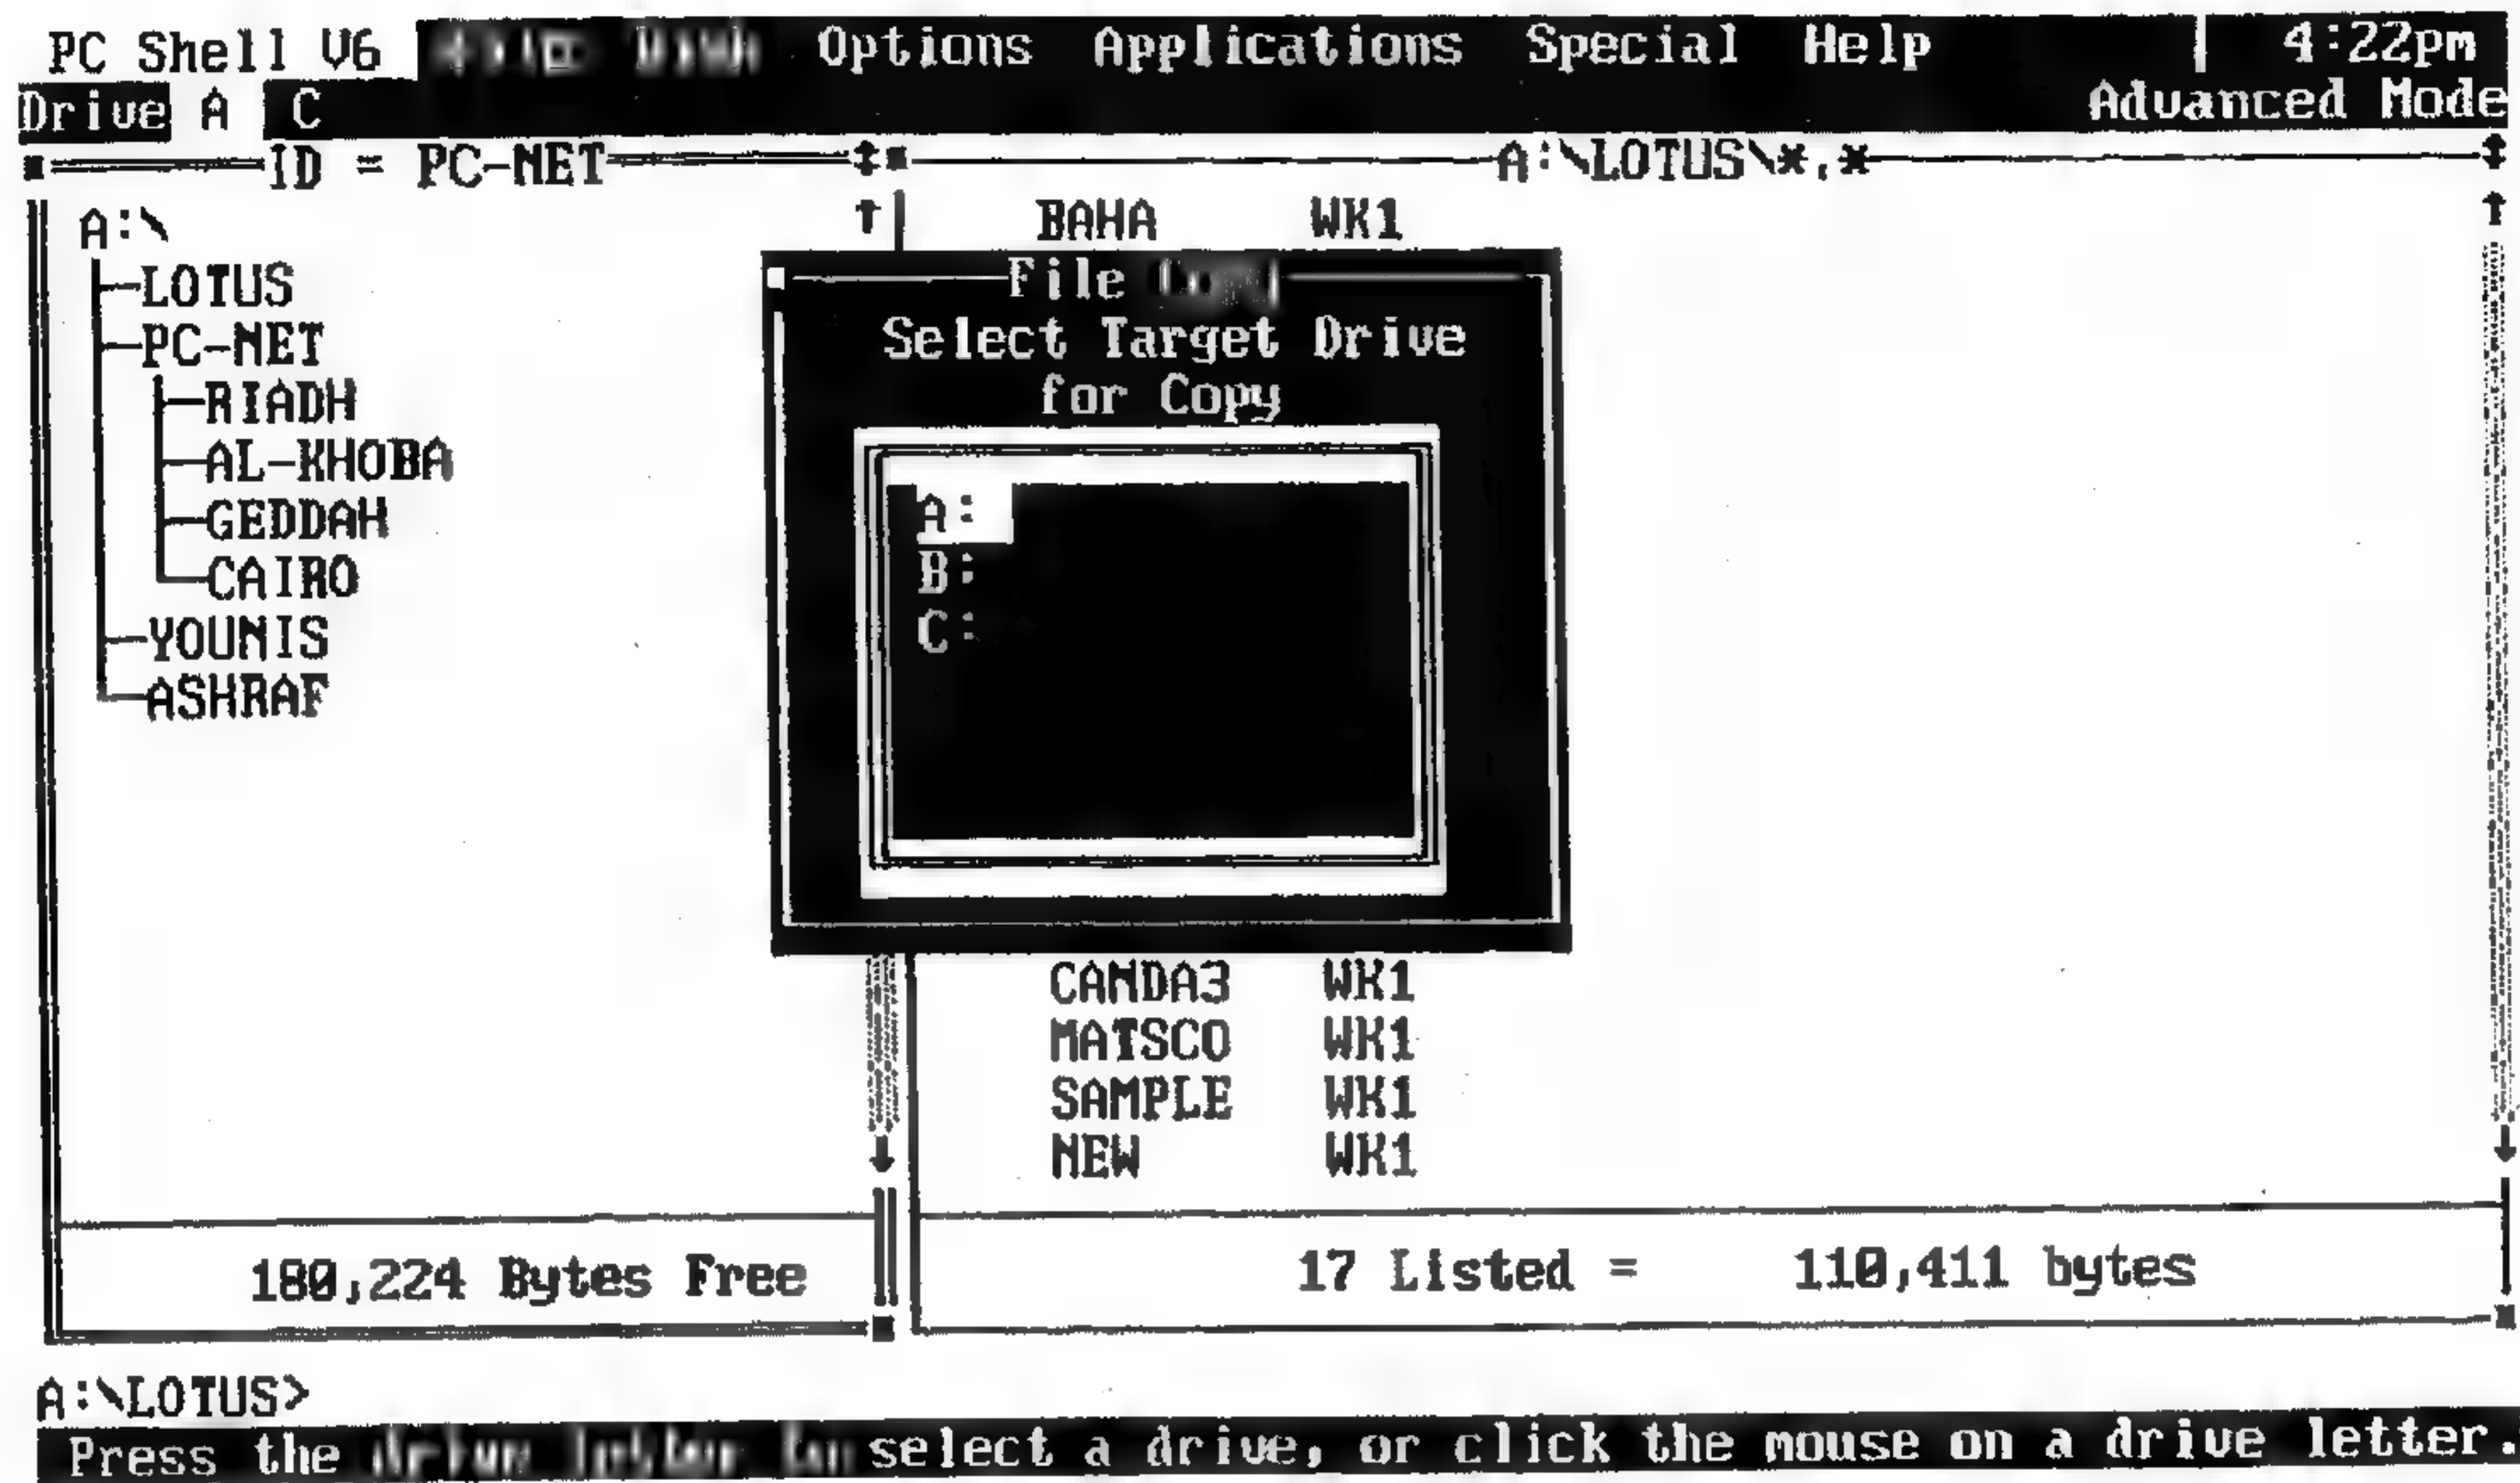 PC Shell V6 Options Applications Special Help 4:22pm
Drive A C Advanced Mode
ID = PC-NET
A:\LOTUS\*.*
A:\
LOTUS
PC-NET
RIADH
AL-KHOBA
GEDDAH
CAIRO
YOUNIS
ASHRAF
BAHA WK1
File
Select Target Drive
for Copy
A:
B:
C:
CANDA3 WK1
MATSCO WK1
SAMPLE WK1
NEW WK1
180,224 Bytes Free
17 Listed = 110,411 bytes
A:\LOTUS>
Press the select a drive, or click the mouse on a drive letter.